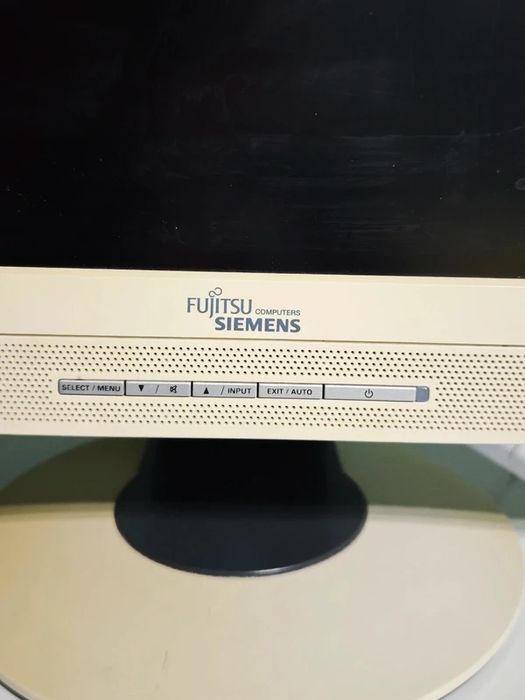 FUJITSU COMPUTERS
SIEMENS
SELECT / MENU ▼ / ▲ / INPUT EXIT / AUTO